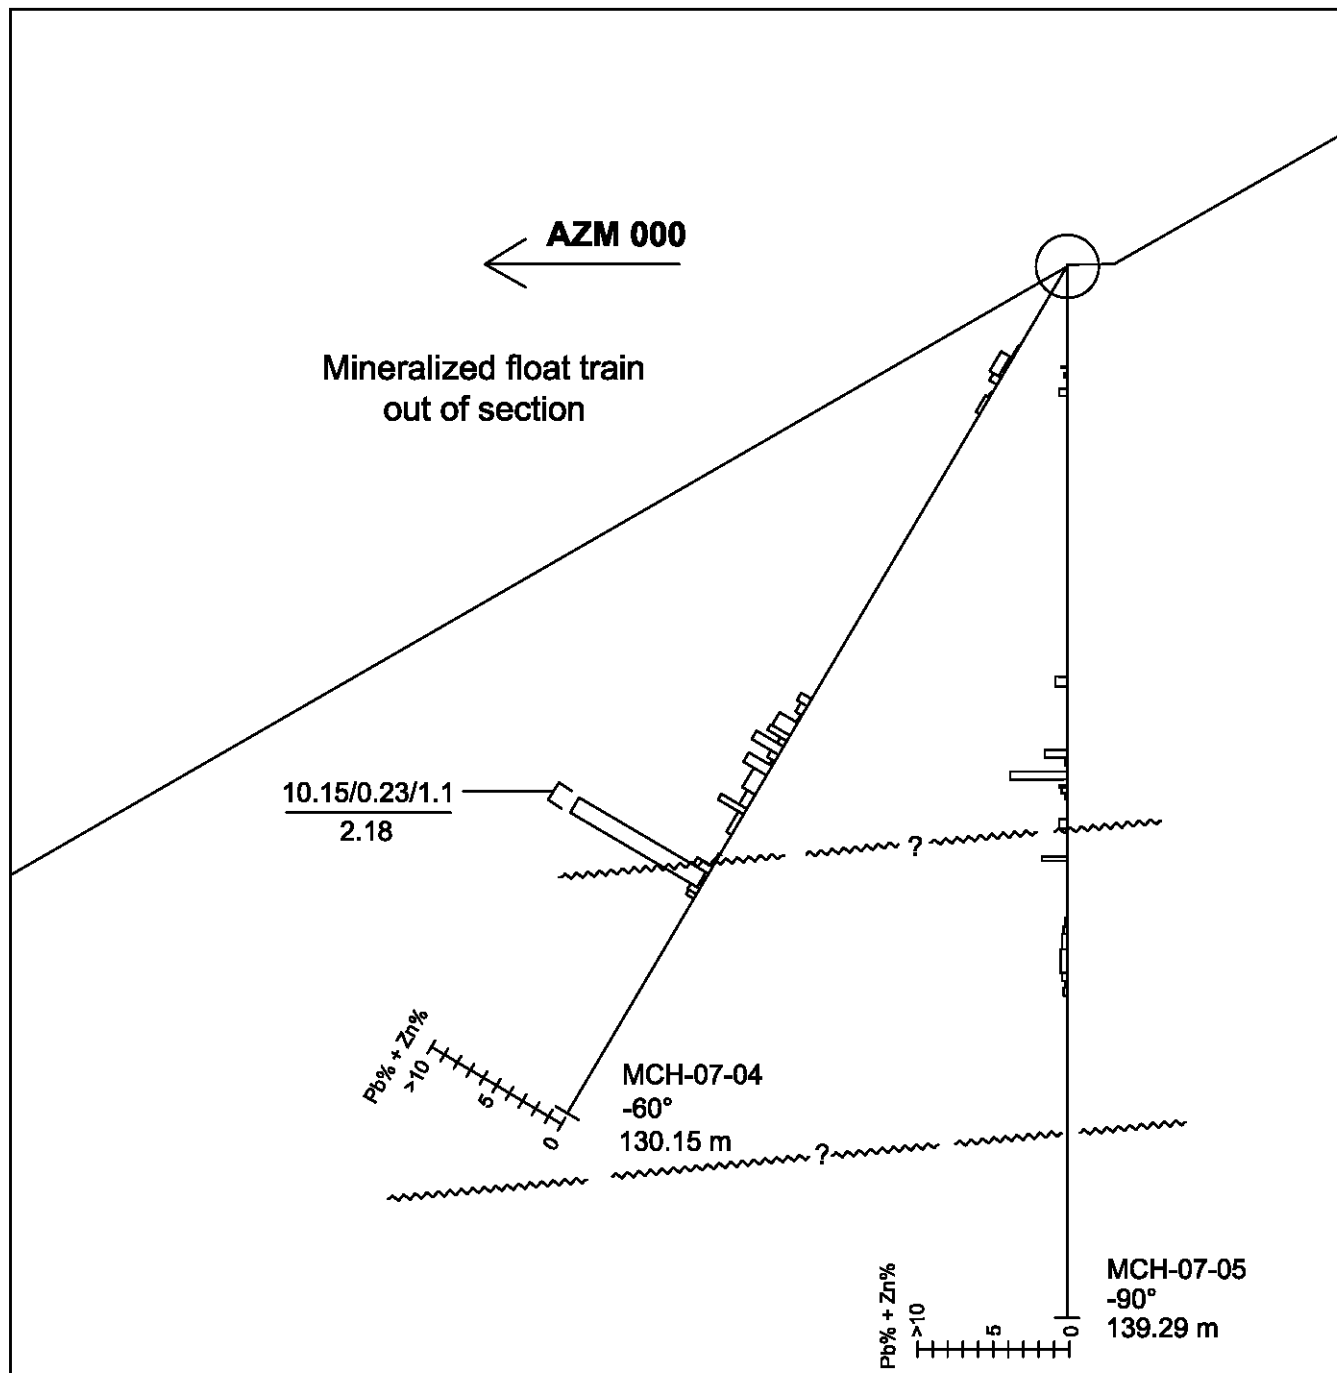 AZM 000
Mineralized float train
out of section
10.15/0.23/1.1
2.18
?
Pb% + Zn%
>10
5
0
MCH-07-04
-60°
130.15 m
?
Pb% + Zn%
>10
5
0
MCH-07-05
-90°
139.29 m